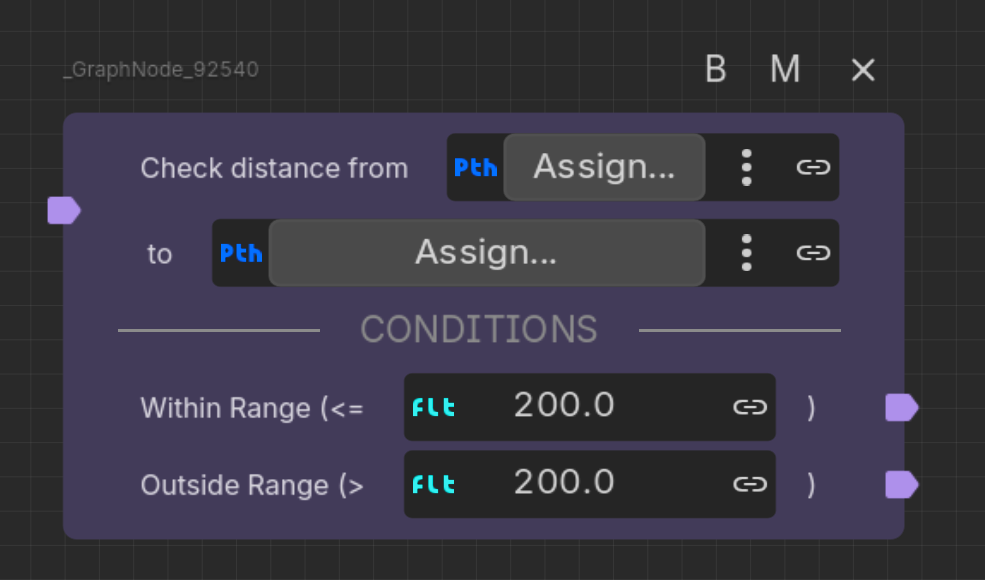 _GraphNode_92540 B M ×
Check distance from Pth Assign...
to Pth Assign...
CONDITIONS
Within Range (<= FLt 200.0 )
Outside Range (> FLt 200.0 )